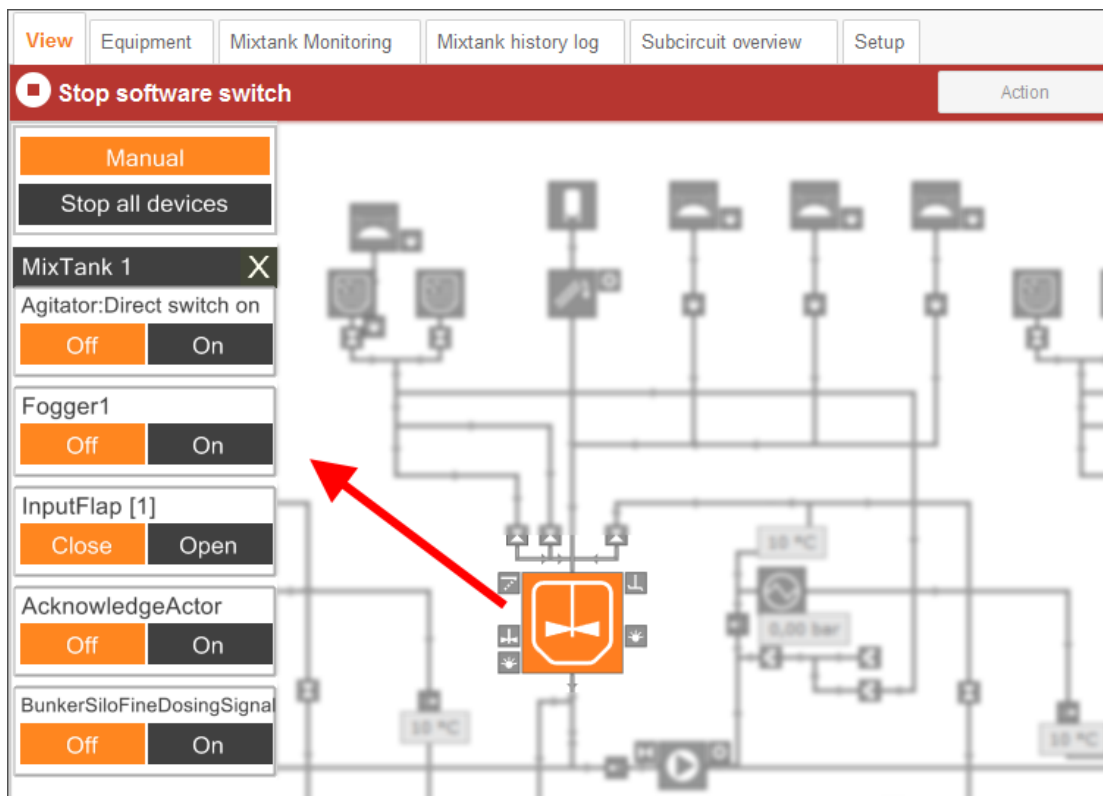 View Equipment Mixtank Monitoring Mixtank history log Subcircuit overview Setup
Stop software switch Action
Manual
Stop all devices
MixTank 1 X
Agitator:Direct switch on
Off On
Fogger1
Off On
InputFlap [1]
Close Open
AcknowledgeActor
Off On
BunkerSiloFineDosingSignal
Off On
10 °C
0,00 bar
10 °C
10 °C